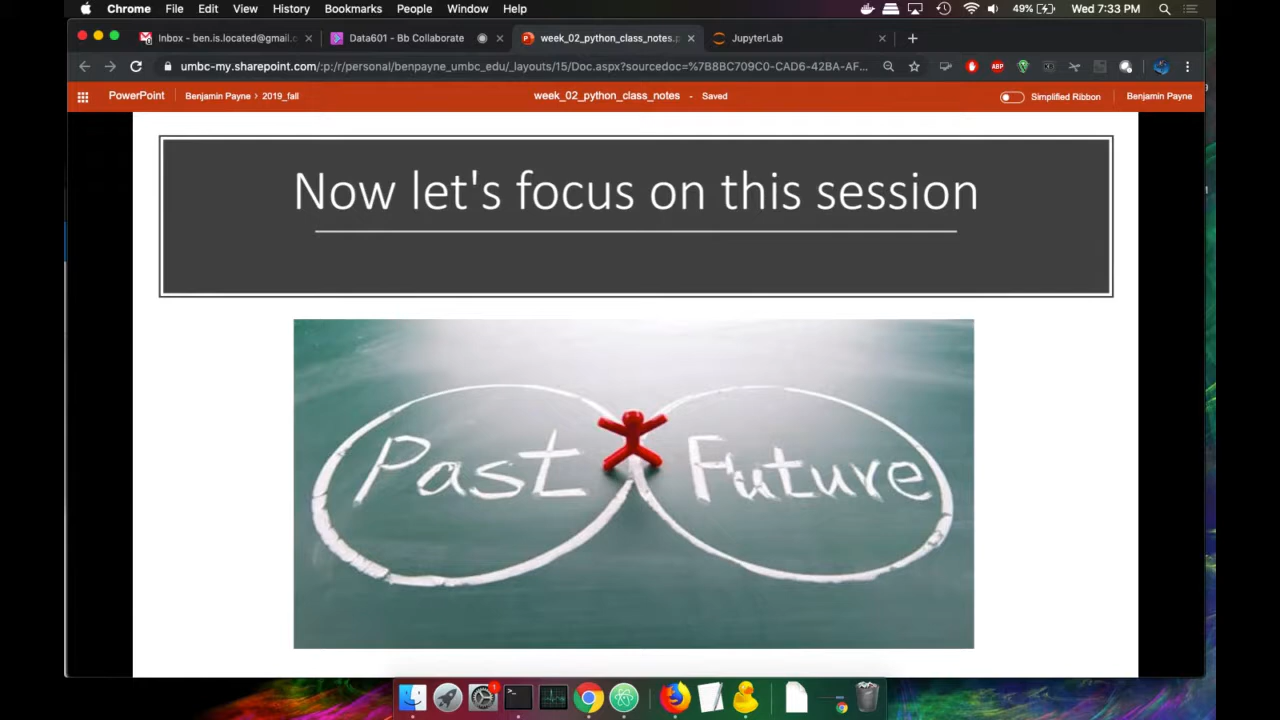 Chrome File Edit View History Bookmarks People Window Help 49% Wed 7:33 PM
Inbox - ben.is.located@gmail.c Data601 - Bb Collaborate week_02_python_class_notes.p JupyterLab
umbc-my.sharepoint.com/:p:/r/personal/benpayne_umbc_edu/_layouts/15/Doc.aspx?sourcedoc=%7B8BC709C0-CAD6-42BA-AF... ABP
PowerPoint Benjamin Payne > 2019_fall week_02_python_class_notes - Saved Simplified Ribbon Benjamin Payne
Now let's focus on this session
Past Future
1